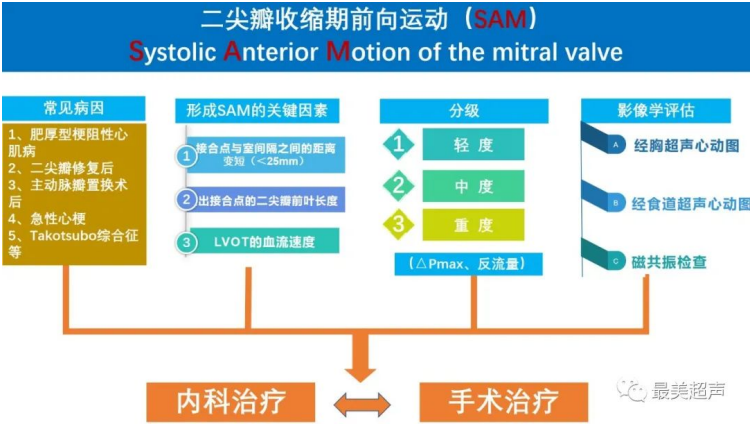 二尖瓣收缩期前向运动（SAM）
Systolic Anterior Motion of the mitral valve
常见病因
1、肥厚型梗阻性心
肌病
2、二尖瓣修复后
3、主动脉瓣置换术
后
4、急性心梗
5、Takotsubo综合征
等
形成SAM的关键因素
1
接合点与室间隔之间的距离
变短（＜25mm）
2
出接合点的二尖瓣前叶长度
3
LVOT的血流速度
分级
1
轻 度
2
中 度
3
重 度
（△Pmax、反流量）
影像学评估
A
经胸超声心动图
B
经食道超声心动图
C
磁共振检查
内科治疗
手术治疗
最美超声